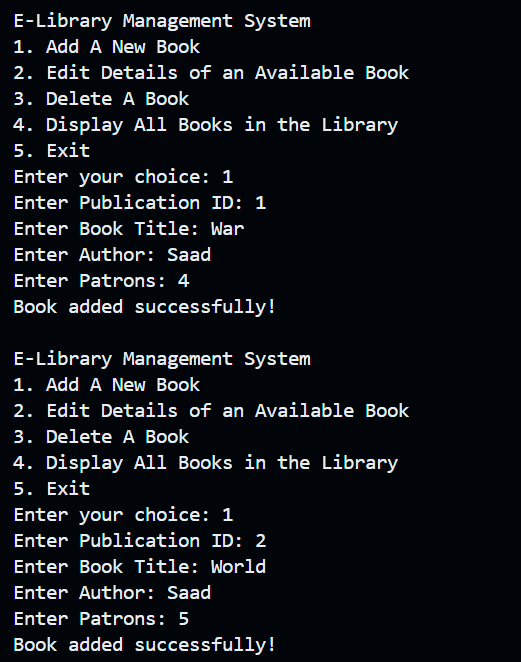 E-Library Management System
1. Add A New Book
2. Edit Details of an Available Book
3. Delete A Book
4. Display All Books in the Library
5. Exit
Enter your choice: 1
Enter Publication ID: 1
Enter Book Title: War
Enter Author: Saad
Enter Patrons: 4
Book added successfully!

E-Library Management System
1. Add A New Book
2. Edit Details of an Available Book
3. Delete A Book
4. Display All Books in the Library
5. Exit
Enter your choice: 1
Enter Publication ID: 2
Enter Book Title: World
Enter Author: Saad
Enter Patrons: 5
Book added successfully!